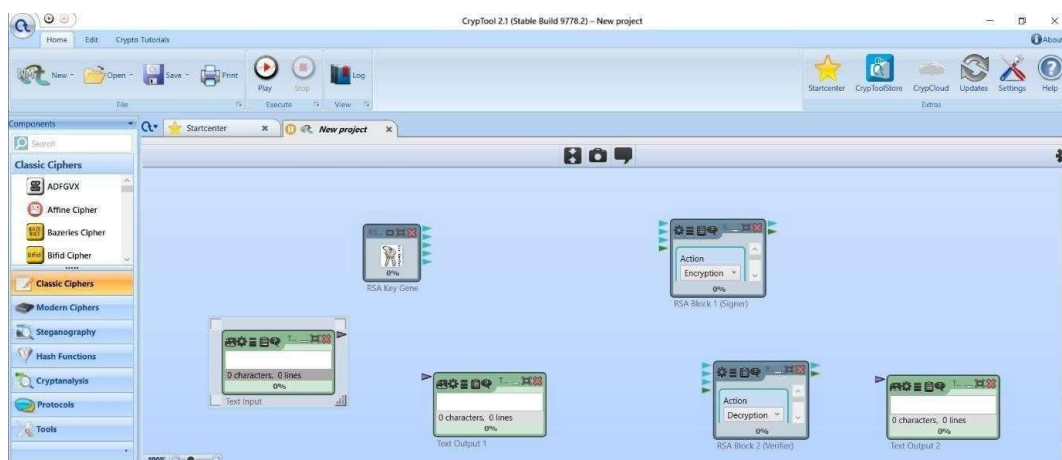 CrypTool 2.1 (Stable Build 9778.2) – New project
Home Edit Crypto Tutorials
About
New Open Save Print Play Stop Log
Startcenter CrypToolStore CrypCloud Updates Settings Help
File Execute View Extras
Components
Startcenter New project
Search
Classic Ciphers
ADFGVX
Affine Cipher
Bazeries Cipher
Bifid Cipher
Classic Ciphers
Modern Ciphers
Steganography
Hash Functions
Cryptanalysis
Protocols
Tools
RS...
0%
RSA Key Gene
Action
Encryption
0%
RSA Block 1 (Signer)
0 characters, 0 lines
0%
Text Input
0 characters, 0 lines
0%
Text Output 1
Action
Decryption
0%
RSA Block 2 (Verifier)
0 characters, 0 lines
0%
Text Output 2
100%